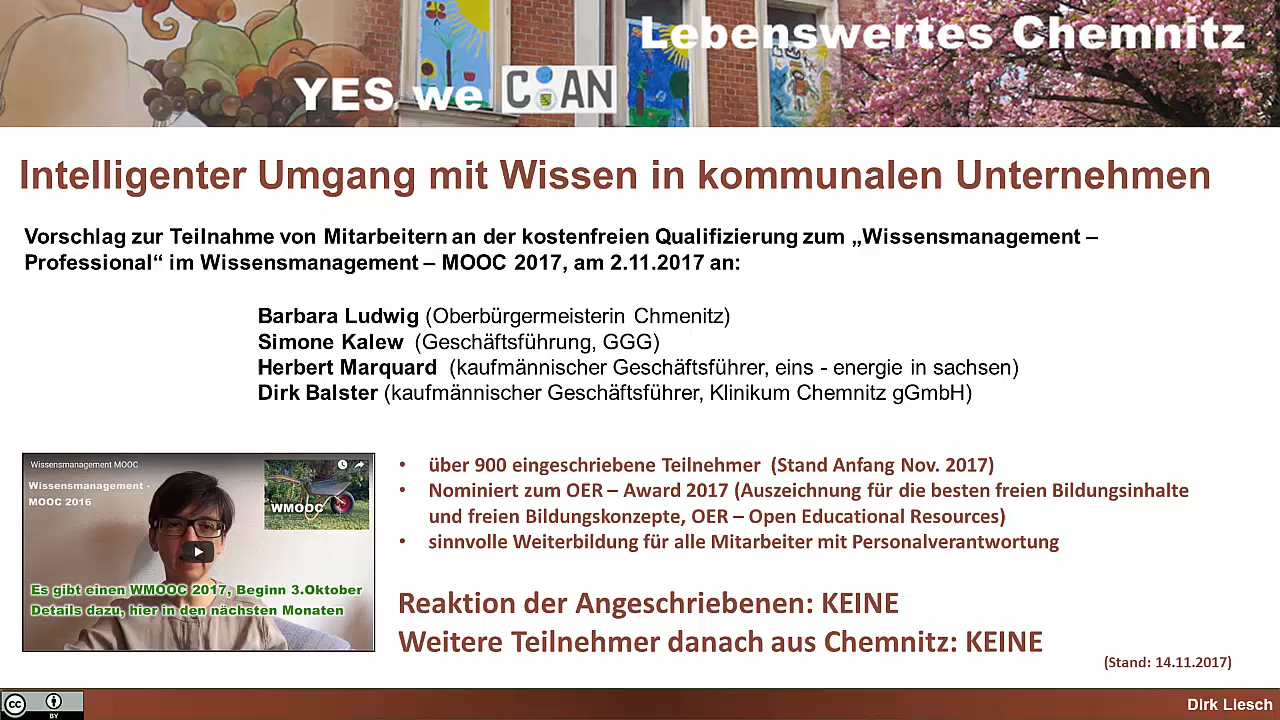 Lebenswertes Chemnitz
YES, we C AN
Intelligenter Umgang mit Wissen in kommunalen Unternehmen
Vorschlag zur Teilnahme von Mitarbeitern an der kostenfreien Qualifizierung zum „Wissensmanagement –
Professional“ im Wissensmanagement – MOOC 2017, am 2.11.2017 an:
Barbara Ludwig (Oberbürgermeisterin Chmenitz)
Simone Kalew (Geschäftsführung, GGG)
Herbert Marquard (kaufmännischer Geschäftsführer, eins - energie in sachsen)
Dirk Balster (kaufmännischer Geschäftsführer, Klinikum Chemnitz gGmbH)
Wissensmanagement MOOC
Wissensmanagement -
MOOC 2016
WMOOC
Es gibt einen WMOOC 2017, Beginn 3.Oktober
Details dazu, hier in den nächsten Monaten
• über 900 eingeschriebene Teilnehmer (Stand Anfang Nov. 2017)
• Nominiert zum OER – Award 2017 (Auszeichnung für die besten freien Bildungsinhalte
und freien Bildungskonzepte, OER – Open Educational Resources)
• sinnvolle Weiterbildung für alle Mitarbeiter mit Personalverantwortung
Reaktion der Angeschriebenen: KEINE
Weitere Teilnehmer danach aus Chemnitz: KEINE
(Stand: 14.11.2017)
cc
BY
Dirk Liesch